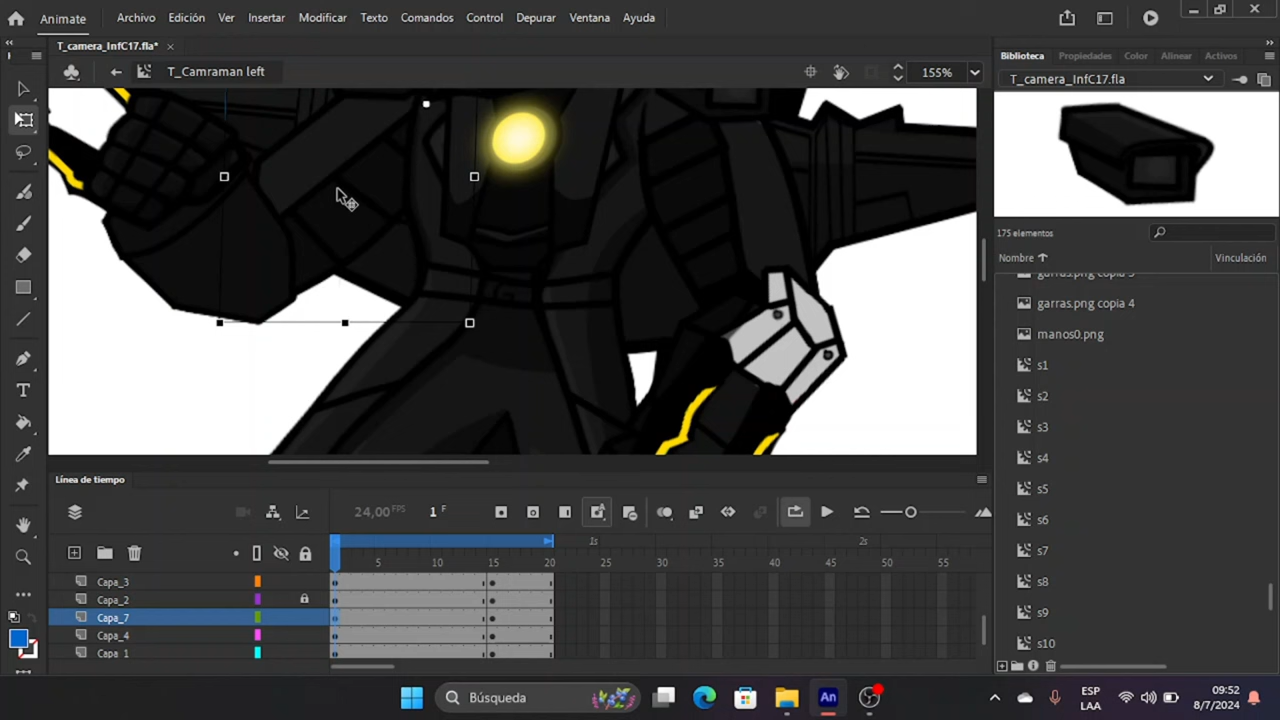 Animate Archivo Edición Ver Insertar Modificar Texto Comandos Control Depurar Ventana Ayuda
T_camera_InfC17.fla*
T_Camraman left 155%
Biblioteca Propiedades Color Alinear Activos
T_camera_InfC17.fla
175 elementos
Nombre Vinculación
garras.png copia 4
manos0.png
s1
s2
s3
s4
s5
s6
s7
s8
s9
s10
Línea de tiempo
24,00 FPS 1 F
1s 2s
5 10 15 20 25 30 35 40 45 50 55
Capa_3
Capa_2
Capa_7
Capa_4
Capa_1
Búsqueda
ESP
LAA
09:52
8/7/2024